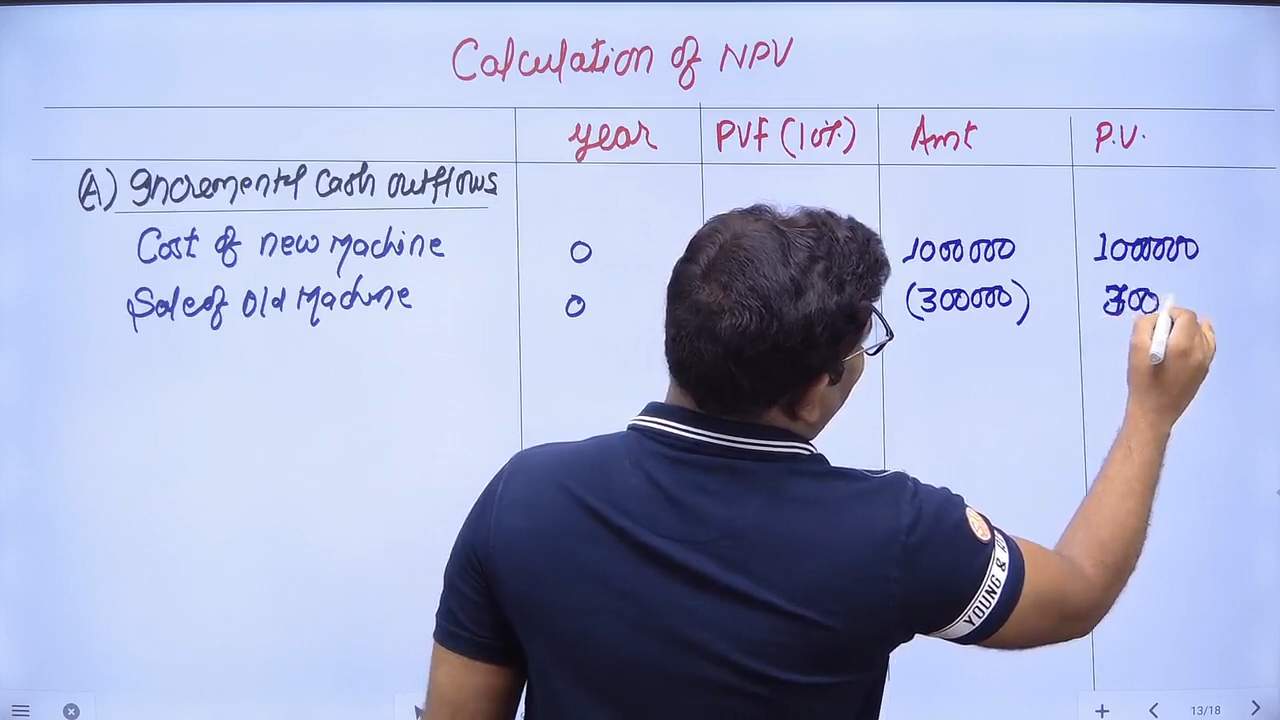 Calculation of NPV
year PVf (10%) Amt P.V.
(A) Incremental Cash outflows
Cost of new Machine 0 1000000 1000000
Sale of Old Machine 0 (300000) 300
YOUNG &
13/18